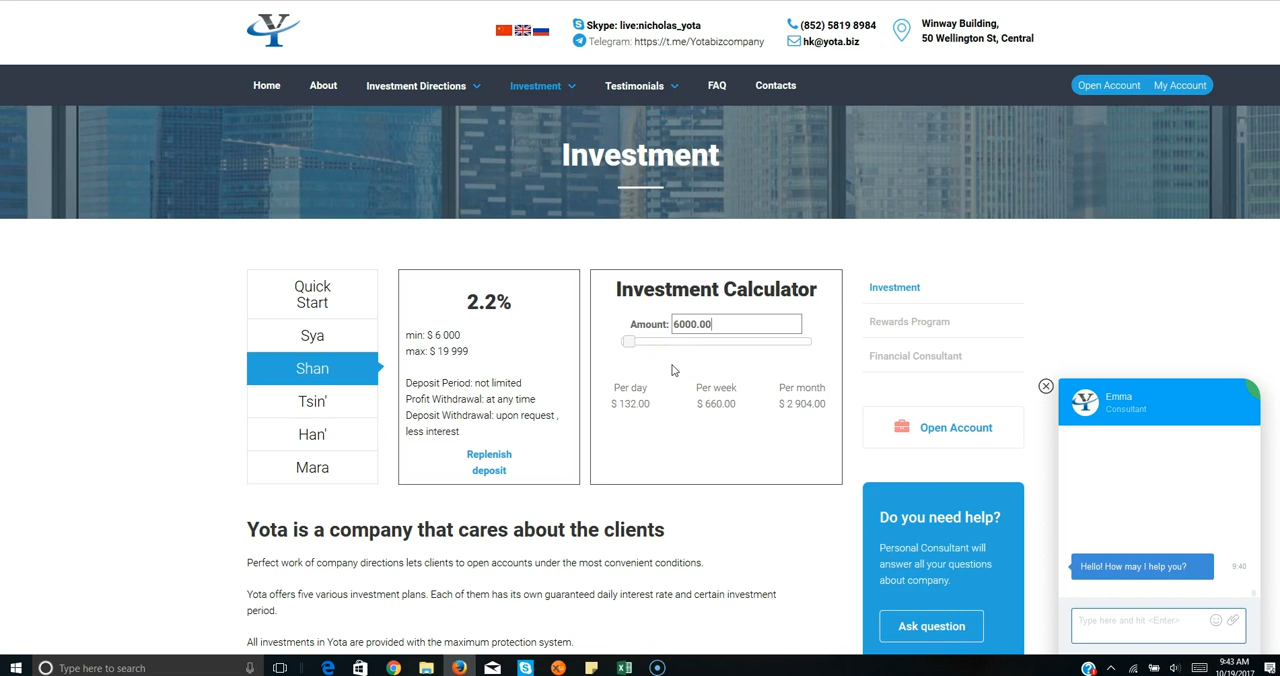 Y
Skype: live:nicholas_yota
Telegram: https://t.me/Yotabizcompany
(852) 5819 8984
hk@yota.biz
Winway Building,
50 Wellington St, Central
Home About Investment Directions Investment Testimonials FAQ Contacts Open Account My Account
Investment
Quick
Start
Sya
Shan
Tsin'
Han'
Mara
2.2%
min: $ 6 000
max: $ 19 999
Deposit Period: not limited
Profit Withdrawal: at any time
Deposit Withdrawal: upon request ,
less interest
Replenish
deposit
Investment Calculator
Amount: 6000.00
Per day Per week Per month
$ 132.00 $ 660.00 $ 2 904.00
Investment
Rewards Program
Financial Consultant
Open Account
Yota is a company that cares about the clients
Perfect work of company directions lets clients to open accounts under the most convenient conditions.
Yota offers five various investment plans. Each of them has its own guaranteed daily interest rate and certain investment
period.
All investments in Yota are provided with the maximum protection system.
Do you need help?
Personal Consultant will
answer all your questions
about company.
Ask question
Y
Emma
Consultant
Hello! How may I help you? 9:40
Type here and hit <Enter>
Type here to search
9:43 AM
10/19/2017